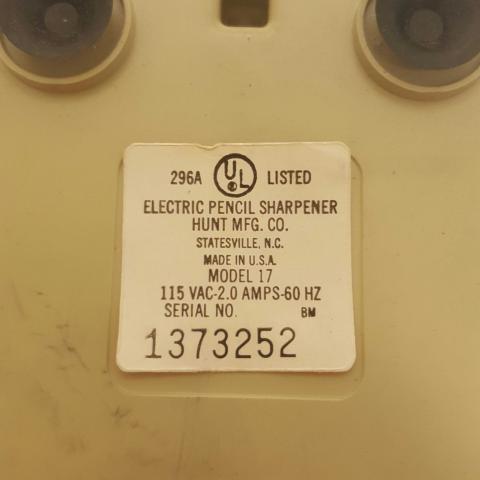 296A UL LISTED
ELECTRIC PENCIL SHARPENER
HUNT MFG. CO.
STATESVILLE, N.C.
MADE IN U.S.A.
MODEL 17
115 VAC-2.0 AMPS-60 HZ
SERIAL NO. BM
1373252